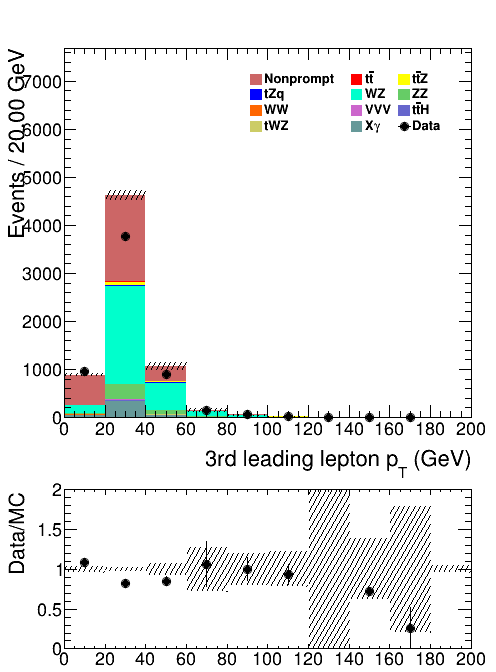 Events / 20.00 GeV
7000
6000
5000
4000
3000
2000
1000
0
Nonprompt tt̄ tt̄Z
tZq WZ ZZ
WW VVV tt̄H
tWZ Xγ Data
0 20 40 60 80 100 120 140 160 180 200
3rd leading lepton p_T (GeV)
Data/MC
2
1.5
1
0.5
0
0 20 40 60 80 100 120 140 160 180 200